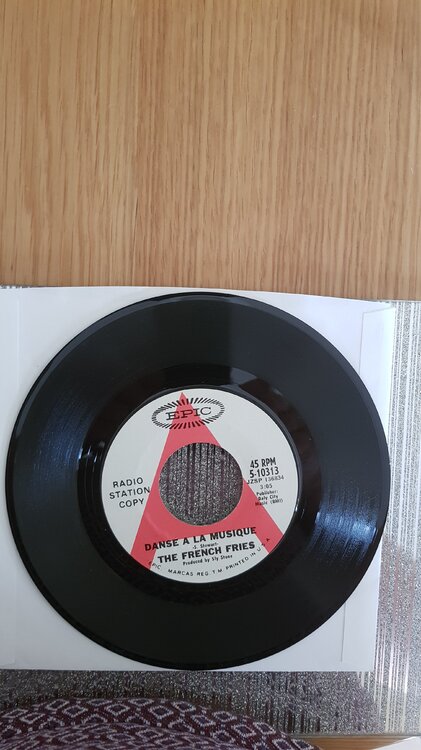 EPIC
RADIO
STATION
COPY
45 RPM
5-10313
JZSP 136834
3:05
Publisher:
Daly City
Music (BMI)
DANSE A LA MUSIQUE
-S. Stewart-
THE FRENCH FRIES
Produced by Sly Stone
EPIC MARCAS REG. T M PRINTED IN U.S.A.